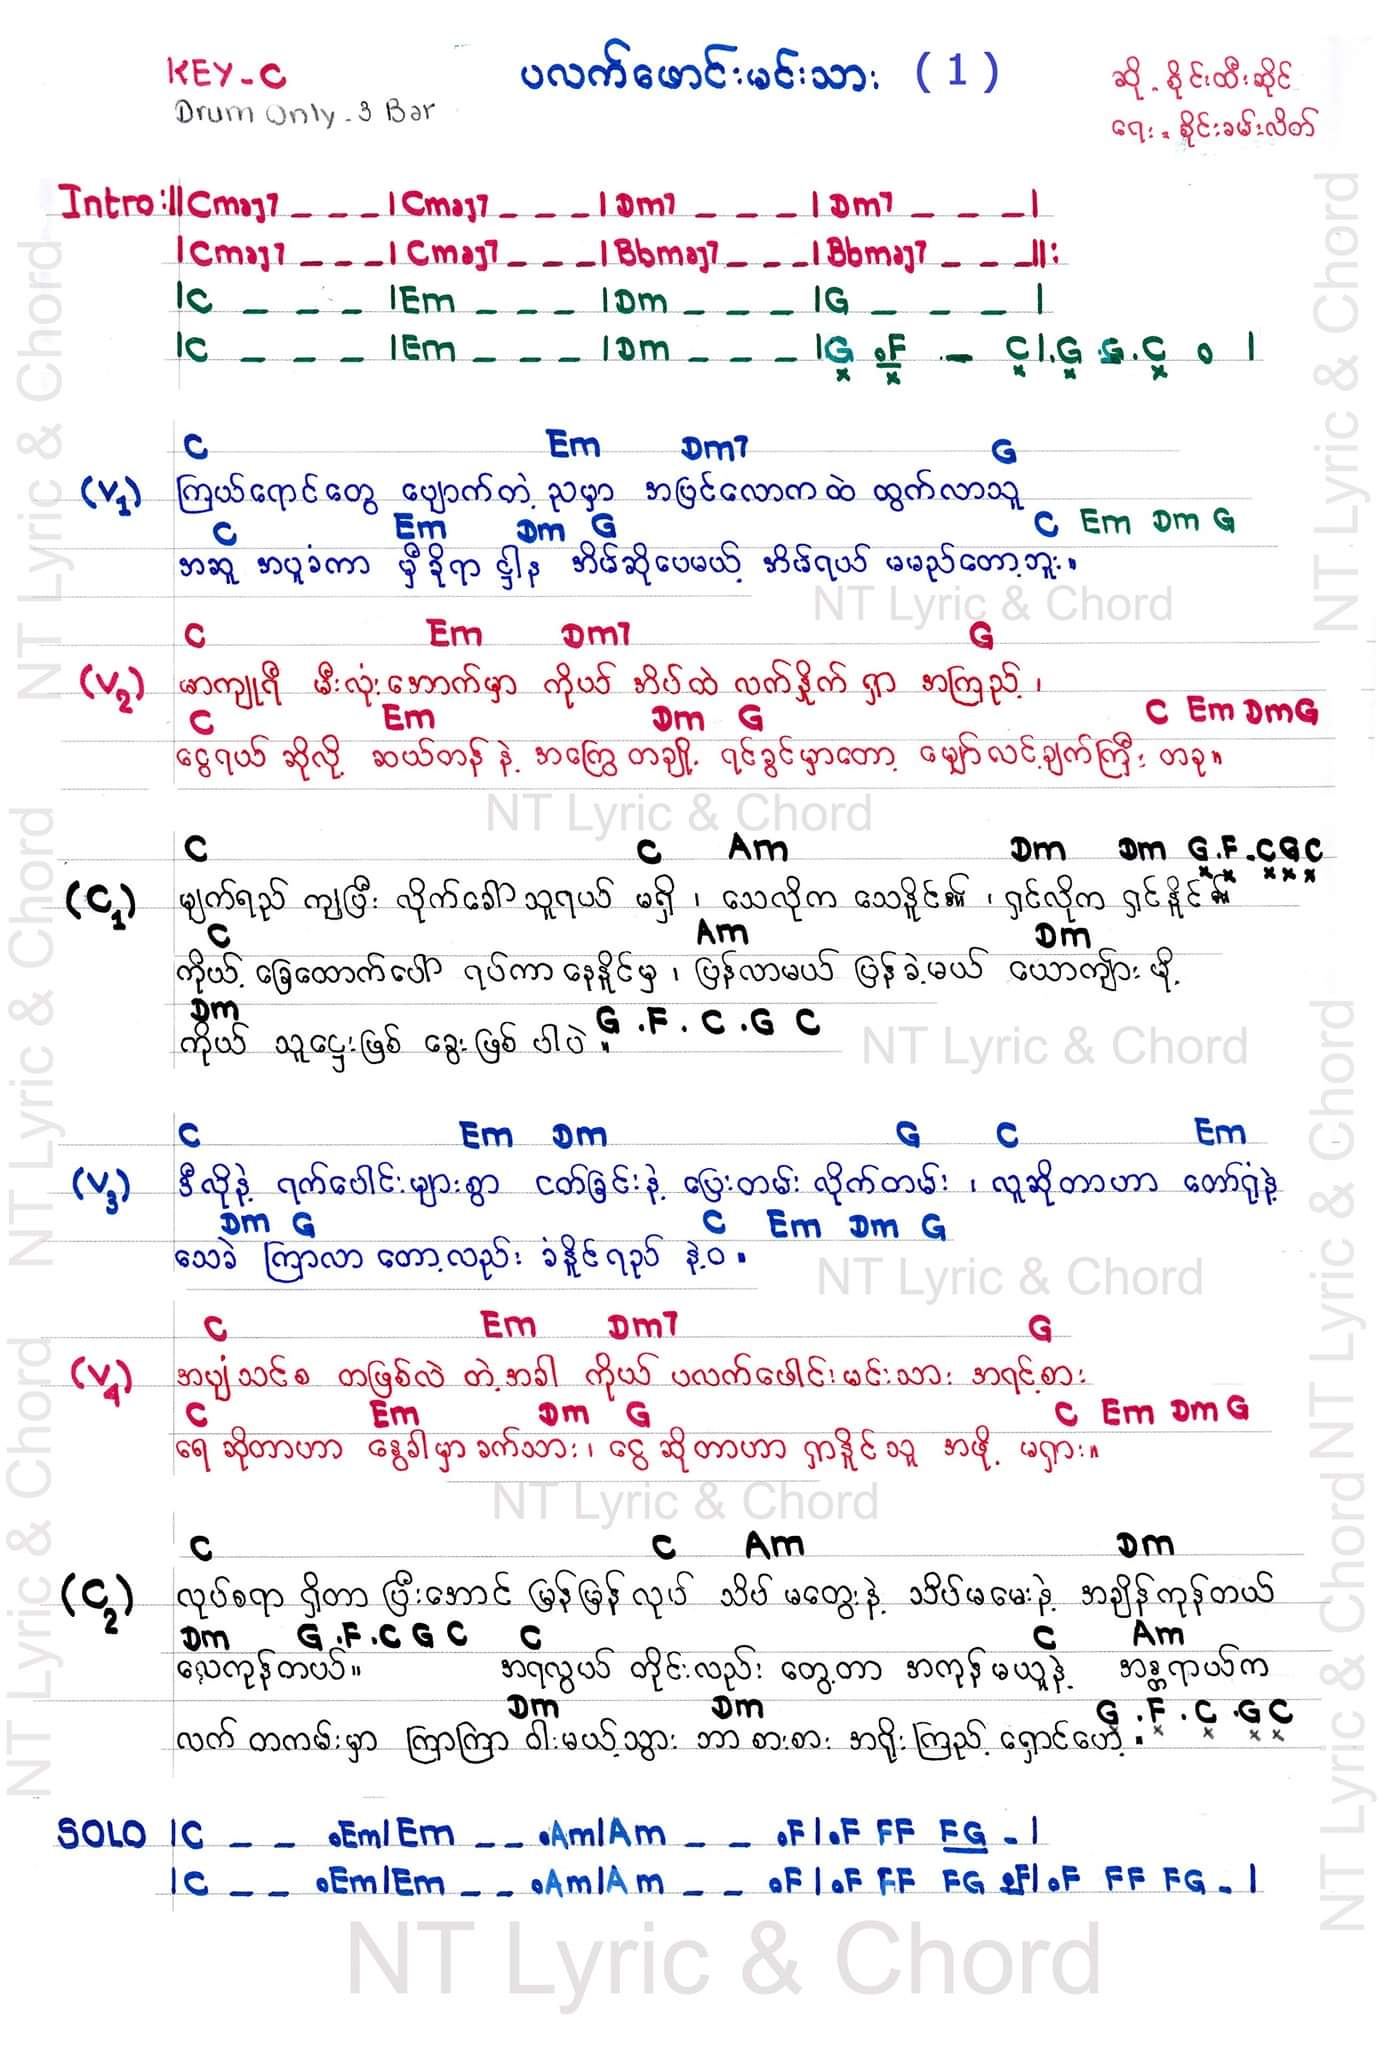 KEY - C
ပလက်ဖောင်းမင်းသား (1)
ဆို - စိုင်းထီးဆိုင်
Drum Only - 3 Bar
ရေး - စိုင်းခမ်းလိတ်
Intro :|| Cmaj7 _ _ _ | Cmaj7 _ _ _ | Dm7 _ _ _ | Dm7 _ _ _ |
| Cmaj7 _ _ _ | Cmaj7 _ _ _ | Bbmaj7 _ _ _ | Bbmaj7 _ _ _ ||:
| C _ _ _ | Em _ _ _ | Dm _ _ _ | G _ _ _ |
| C _ _ _ | Em _ _ _ | Dm _ _ _ | G . F - C | . G G . C o |
C Em Dm7 G
(V1) ကြယ်ရောင်တွေ ပျောက်တဲ့ ညမှာ အပြင်လောကထဲ ထွက်လာသူ
C Em Dm G C Em Dm G
အဆူ အပူခံကာ မှီခိုရာ ဋ္ဌါန အိမ်ဆိုပေမယ့် အိမ်ရယ် မမည်တော့ဘူး။
C Em Dm7 G
(V2) မာကျူရီ မီးလုံးအောက်မှာ ကိုယ် အိပ်ထဲ လက်နှိုက် ရှာ အကြည့်၊
C Em Dm G C Em Dm G
ငွေရယ် ဆိုလို့ ဆယ်တန် နဲ့ အကြွေ တချို့ ရင်ခွင်မှာတော့ မျှော်လင့်ချက်ကြီး တခု။
C C Am Dm Dm G . F . C G C
(C1) မျက်ရည် ကျပြီး လိုက်ခေါ်သူရယ် မရှိ ၊ သေလိုက သေနိုင်၏ ၊ ရှင်လိုက ရှင်နိုင်၏
C Am Dm
ကိုယ့် ခြေထောက်ပေါ် ရပ်ကာ နေနိုင်မှ ၊ ပြန်လာမယ် ပြန်ခဲ့မယ် ယောကျ်ား မို့
Dm G . F . C . G C
ကိုယ် သူဌေးဖြစ် ခွေးဖြစ် ပါပဲ ။
C Em Dm G C Em
(V3) ဒီလိုနဲ့ ရက်ပေါင်းများစွာ ငတ်ခြင်းနဲ့ ပြေးတမ်း လိုက်တမ်း ၊ လူဆိုတာဟာ တော်ရုံနဲ့
Dm G C Em Dm G
သေခဲ ကြာလာ တော့လည်း ခံနိုင်ရည် နဲ့ဝ ။
C Em Dm7 G
(V4) အပျံသင်စ တဖြစ်လဲ တဲ့အခါ ကိုယ် ပလက်ဖေါင်းမင်းသား အရင့်စား
C Em Dm G C Em Dm G
ရေ ဆိုတာဟာ နွေခါမှာ ခက်သား၊ ငွေ ဆိုတာဟာ ရှာနိုင်သူ အဖို့ မရှား။
C C Am Dm
(C2) လုပ်စရာ ရှိတာ ပြီးအောင် မြန်မြန် လုပ် သိပ် မတွေးနဲ့ သိပ်မမေးနဲ့ အချိန်ကုန်တယ်
Dm G . F . C G C C C Am
လေကုန်တယ်။ အရလွယ် တိုင်းလည်း တွေ့တာ အကုန်မယူနဲ့ အန္တရာယ်က
Dm Dm G . F . C . G C
လက် တကမ်းမှာ ကြာကြာ ဝါးမယ့်သွား ဘာ စားစား အရိုး ကြည့် ရှောင်ပေါ့ ။
SOLO | C _ _ . Em | Em _ _ . Am | Am _ _ . F | . F FF FG - |
| C _ _ . Em | Em _ _ . Am | Am _ _ . F | . F FF FG . F | . F FF FG - |
NT Lyric & Chord